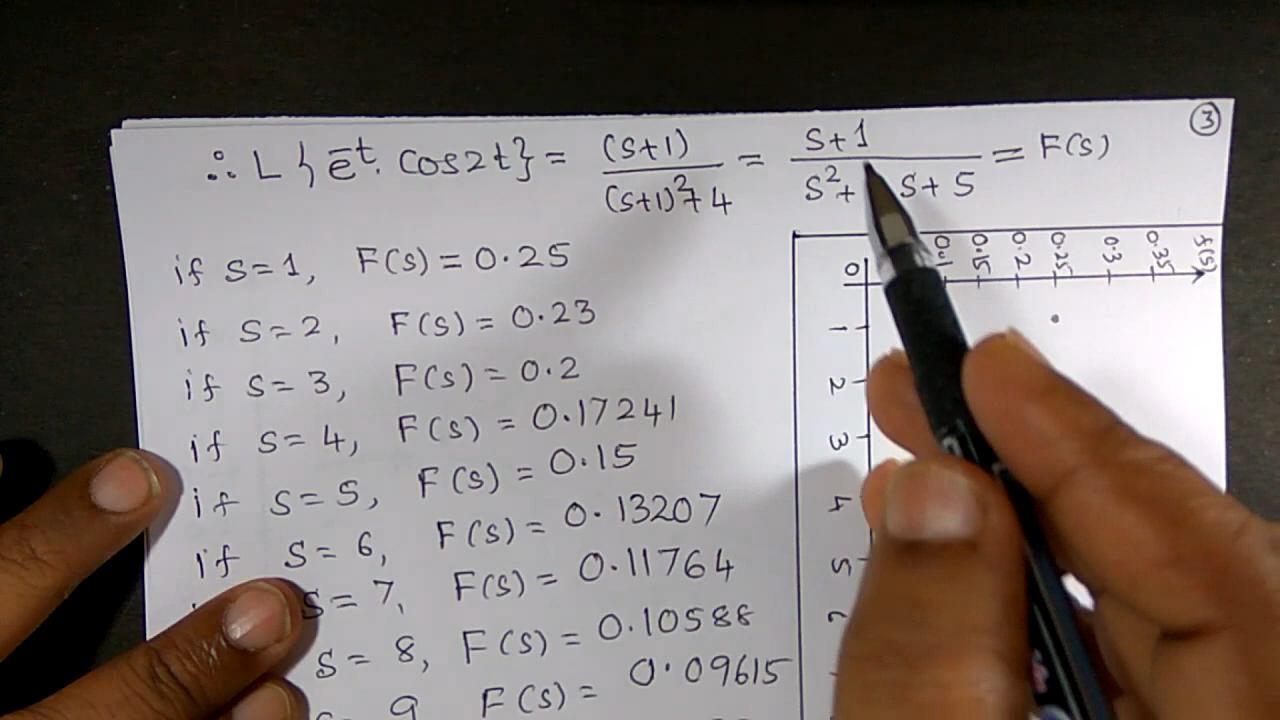 ③
∴ L{e̅ᵗ. Cos2t} = (s+1)/((s+1)²+4) = s+1/(s²+ s+5) = F(s)
if s=1, F(s) = 0.25
if s=2, F(s) = 0.23
if s=3, F(s) = 0.2
if s=4, F(s) = 0.17241
if s=5, F(s) = 0.15
if s=6, F(s) = 0.13207
s=7, F(s) = 0.11764
s=8, F(s) = 0.10588
9 F(s) = 0.09615
0 0.1 0.15 0.2 0.25 0.3 0.35 f(s)
1
2
3
4
5